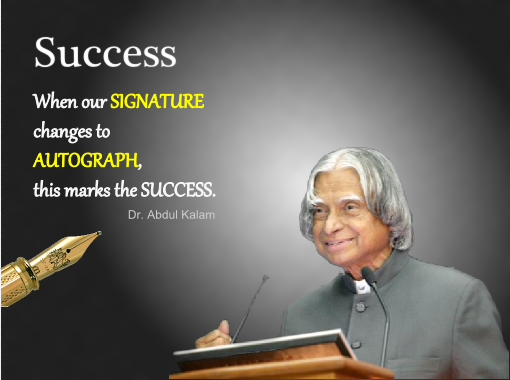 Success
When our SIGNATURE
changes to
AUTOGRAPH,
this marks the SUCCESS.
Dr. Abdul Kalam